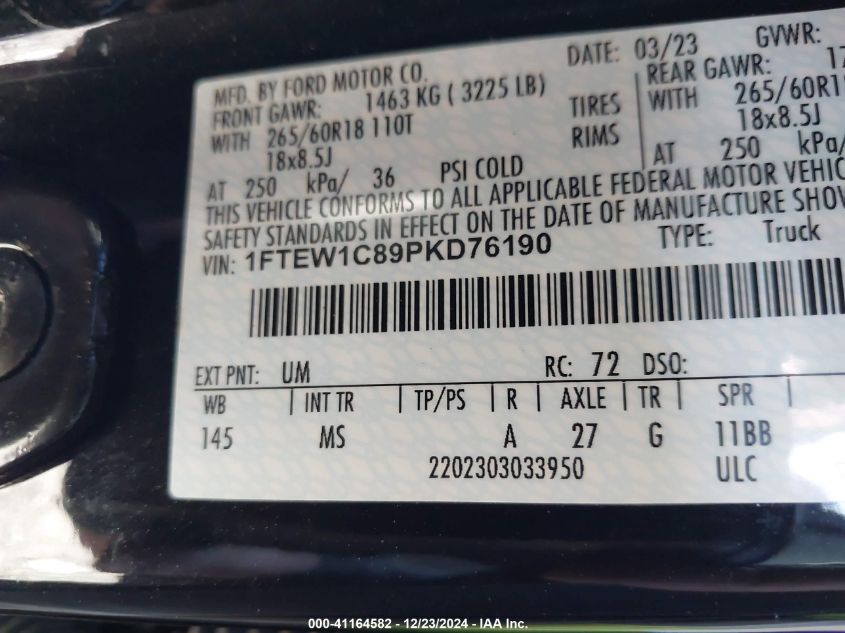 MFD. BY FORD MOTOR CO. DATE: 03/23 GVWR:
FRONT GAWR: 1463 KG ( 3225 LB) REAR GAWR: 17
WITH 265/60R18 110T TIRES WITH 265/60R18
18x8.5J RIMS 18x8.5J
AT 250 kPa/ 36 PSI COLD AT 250 kPa/
THIS VEHICLE CONFORMS TO ALL APPLICABLE FEDERAL MOTOR VEHIC
SAFETY STANDARDS IN EFFECT ON THE DATE OF MANUFACTURE SHOW
VIN: 1FTEW1C89PKD76190 TYPE: Truck
EXT PNT: UM RC: 72 DSO:
WB | INT TR | TP/PS | R | AXLE | TR | SPR
145 MS A 27 G 11BB
2202303033950 ULC
000-41164582 / 12/23/2024 - IAA Inc.